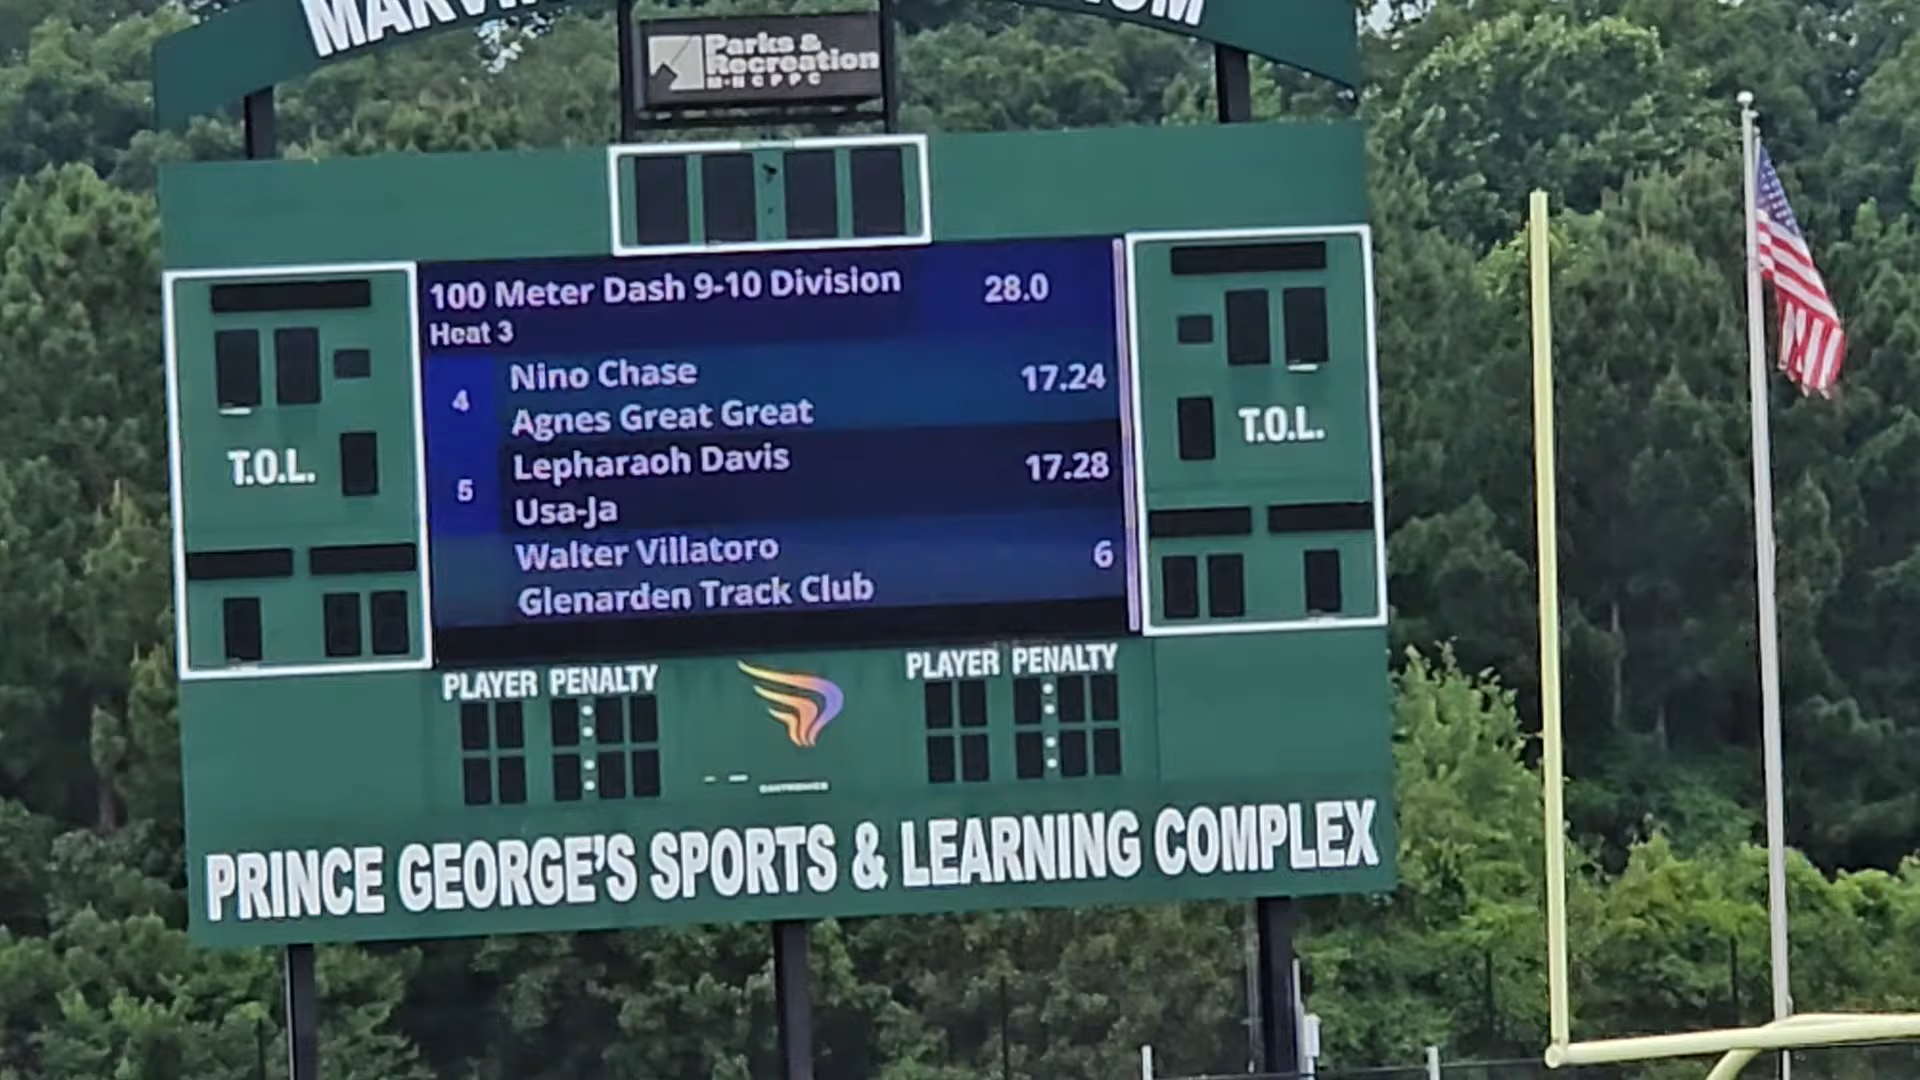 Parks &
Recreation
M-NCPPC
100 Meter Dash 9-10 Division 28.0
Heat 3
4 Nino Chase 17.24
Agnes Great Great
5 Lepharaoh Davis 17.28
Usa-Ja
Walter Villatoro 6
Glenarden Track Club
T.O.L.
T.O.L.
PLAYER PENALTY
PLAYER PENALTY
DAKTRONICS
PRINCE GEORGE'S SPORTS & LEARNING COMPLEX